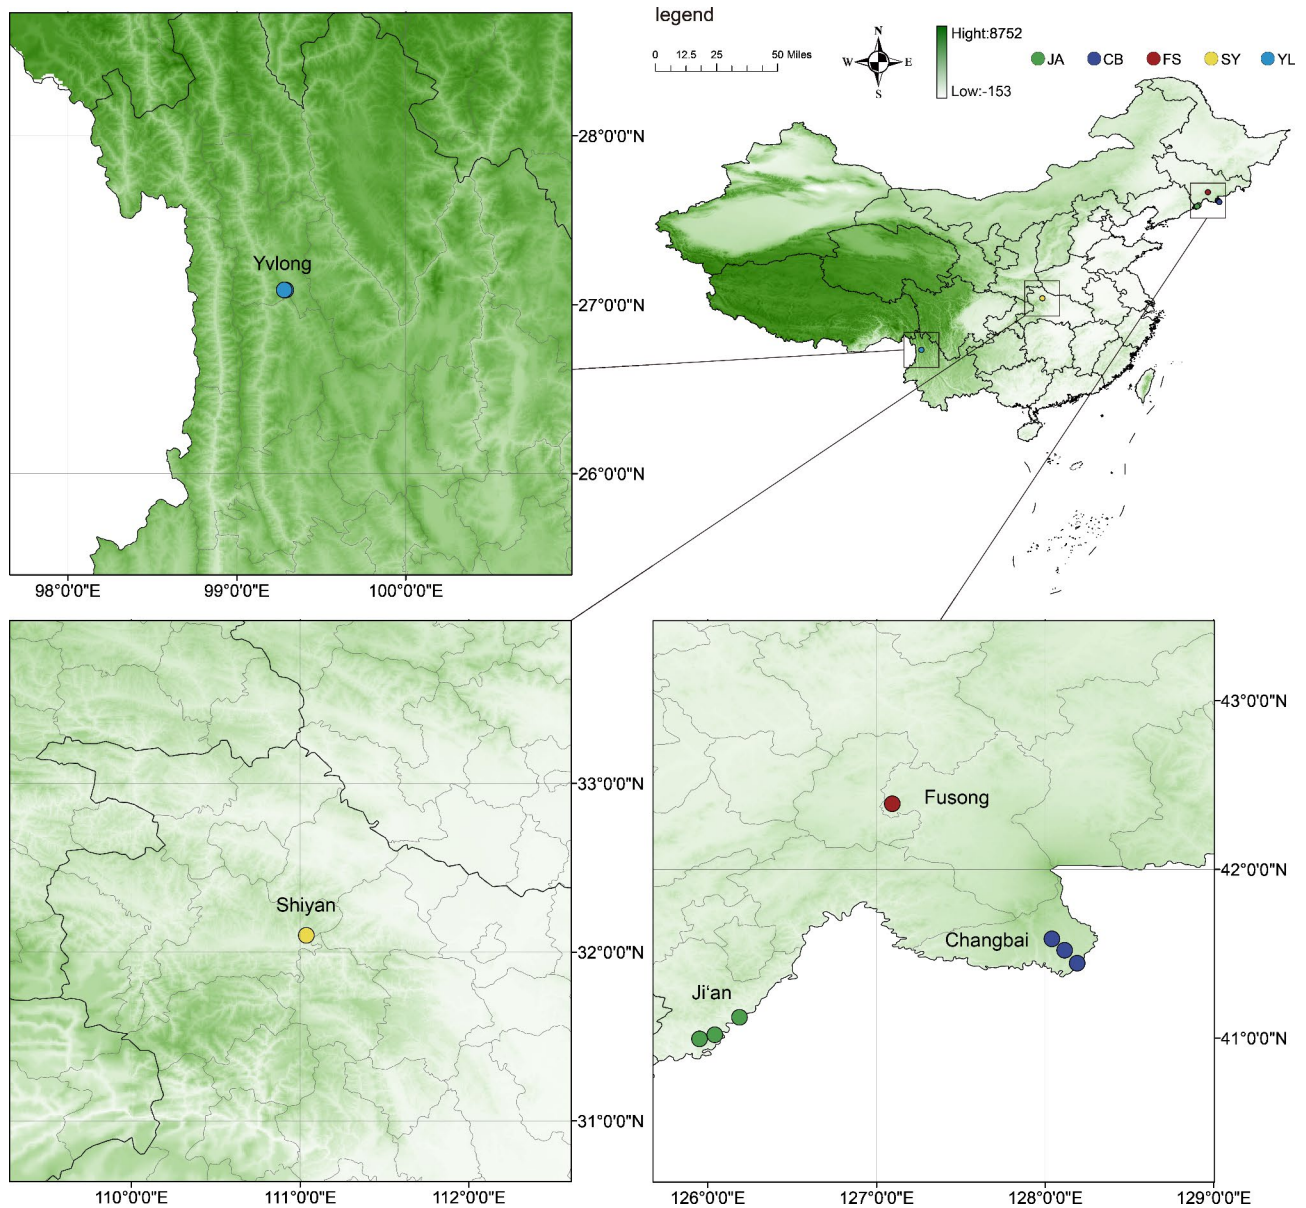 legend
0 12.5 25 50 Miles
N
W E
S
Hight:8752
Low:-153
JA CB FS SY YL
Yvlong
28°0'0"N
27°0'0"N
26°0'0"N
98°0'0"E 99°0'0"E 100°0'0"E
Shiyan
33°0'0"N
32°0'0"N
31°0'0"N
110°0'0"E 111°0'0"E 112°0'0"E
Fusong
Changbai
Ji‘an
43°0'0"N
42°0'0"N
41°0'0"N
126°0'0"E 127°0'0"E 128°0'0"E 129°0'0"E